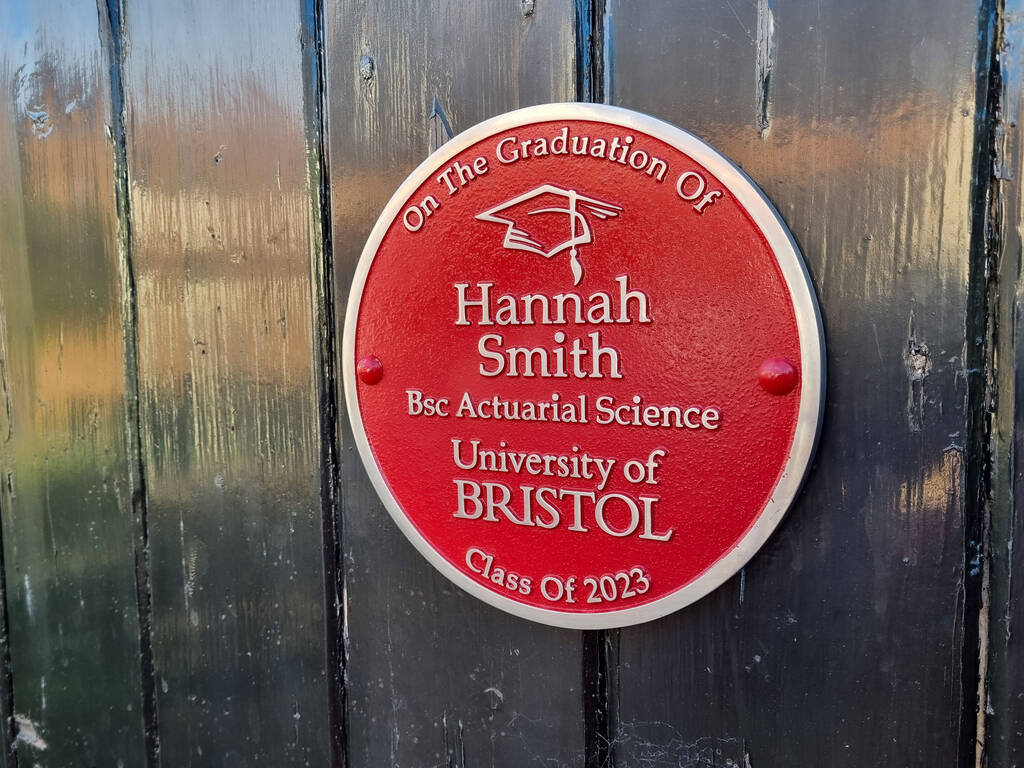 On The Graduation Of
Hannah
Smith
Bsc Actuarial Science
University of
BRISTOL
Class Of 2023